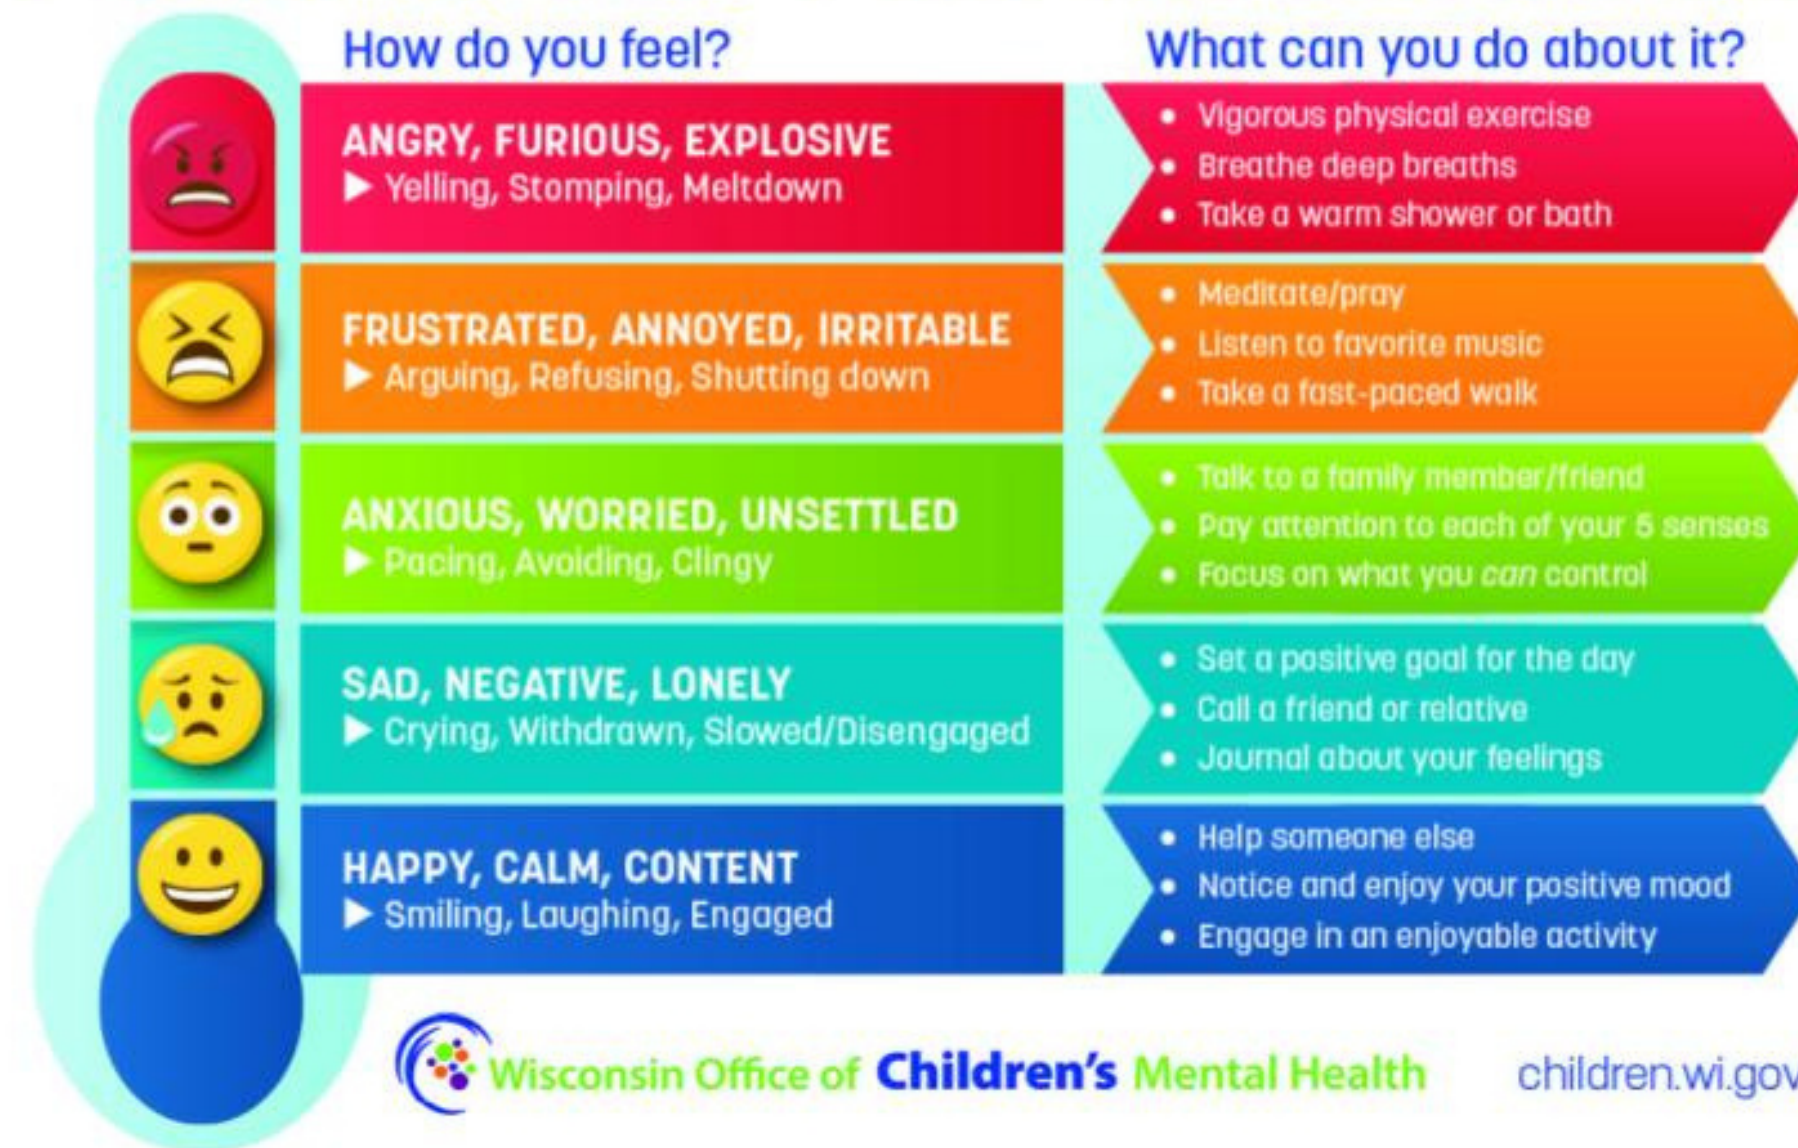 How do you feel?
What can you do about it?
ANGRY, FURIOUS, EXPLOSIVE
▶ Yelling, Stomping, Meltdown
• Vigorous physical exercise
• Breathe deep breaths
• Take a warm shower or bath
FRUSTRATED, ANNOYED, IRRITABLE
▶ Arguing, Refusing, Shutting down
• Meditate/pray
• Listen to favorite music
• Take a fast-paced walk
ANXIOUS, WORRIED, UNSETTLED
▶ Pacing, Avoiding, Clingy
• Talk to a family member/friend
• Pay attention to each of your 5 senses
• Focus on what you can control
SAD, NEGATIVE, LONELY
▶ Crying, Withdrawn, Slowed/Disengaged
• Set a positive goal for the day
• Call a friend or relative
• Journal about your feelings
HAPPY, CALM, CONTENT
▶ Smiling, Laughing, Engaged
• Help someone else
• Notice and enjoy your positive mood
• Engage in an enjoyable activity
Wisconsin Office of Children's Mental Health
children.wi.gov